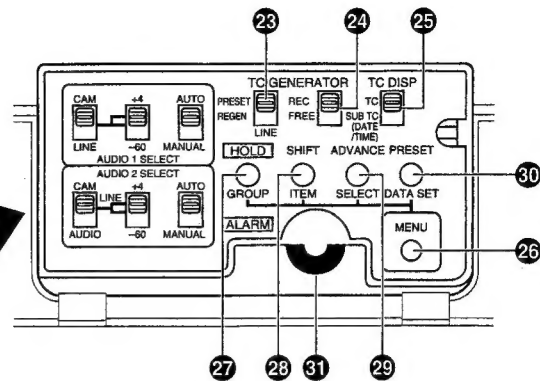 23 24 25
TC GENERATOR TC DISP
CAM +4 AUTO
PRESET REC TC
REGEN FREE SUB TC
LINE (DATE
/TIME)
LINE –60 MANUAL
AUDIO 1 SELECT
HOLD SHIFT ADVANCE PRESET
30
AUDIO 2 SELECT
CAM LINE +4 AUTO
GROUP ITEM SELECT DATA SET
AUDIO –60 MANUAL
ALARM MENU
26
27 28 31 29